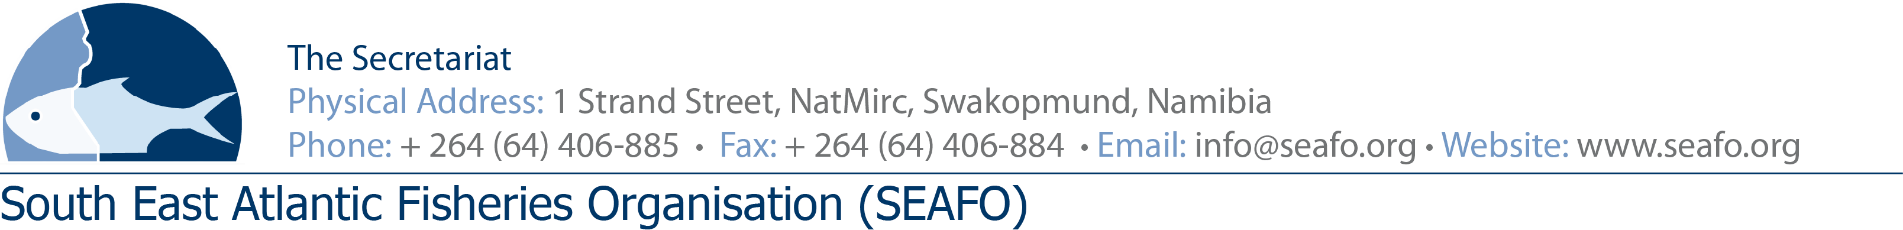 The Secretariat
Physical Address: 1 Strand Street, NatMirc, Swakopmund, Namibia
Phone: + 264 (64) 406-885 • Fax: + 264 (64) 406-884 • Email: info@seafo.org • Website: www.seafo.org
South East Atlantic Fisheries Organisation (SEAFO)